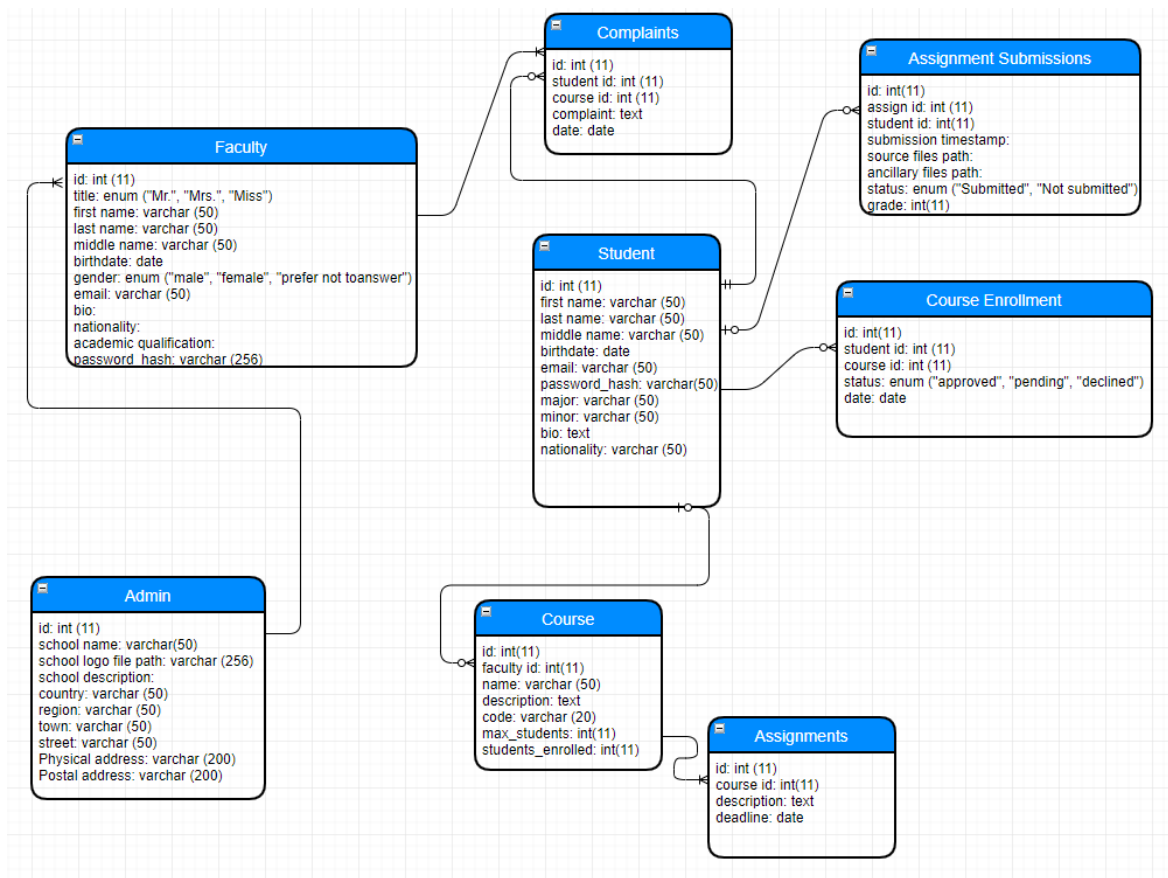 Complaints
id: int (11)
student id: int (11)
course id: int (11)
complaint: text
date: date
Assignment Submissions
id: int(11)
assign id: int (11)
student id: int(11)
submission timestamp:
source files path:
ancillary files path:
status: enum ("Submitted", "Not submitted")
grade: int(11)
Faculty
id: int (11)
title: enum ("Mr.", "Mrs.", "Miss")
first name: varchar (50)
last name: varchar (50)
middle name: varchar (50)
birthdate: date
gender: enum ("male", "female", "prefer not toanswer")
email: varchar (50)
bio:
nationality:
academic qualification:
password_hash: varchar (256)
Student
id: int (11)
first name: varchar (50)
last name: varchar (50)
middle name: varchar (50)
birthdate: date
email: varchar (50)
password_hash: varchar(50)
major: varchar (50)
minor: varchar (50)
bio: text
nationality: varchar (50)
Course Enrollment
id: int(11)
student id: int (11)
course id: int (11)
status: enum ("approved", "pending", "declined")
date: date
Admin
id: int (11)
school name: varchar(50)
school logo file path: varchar (256)
school description:
country: varchar (50)
region: varchar (50)
town: varchar (50)
street: varchar (50)
Physical address: varchar (200)
Postal address: varchar (200)
Course
id: int(11)
faculty id: int(11)
name: varchar (50)
description: text
code: varchar (20)
max_students: int(11)
students_enrolled: int(11)
Assignments
id: int (11)
course id: int(11)
description: text
deadline: date